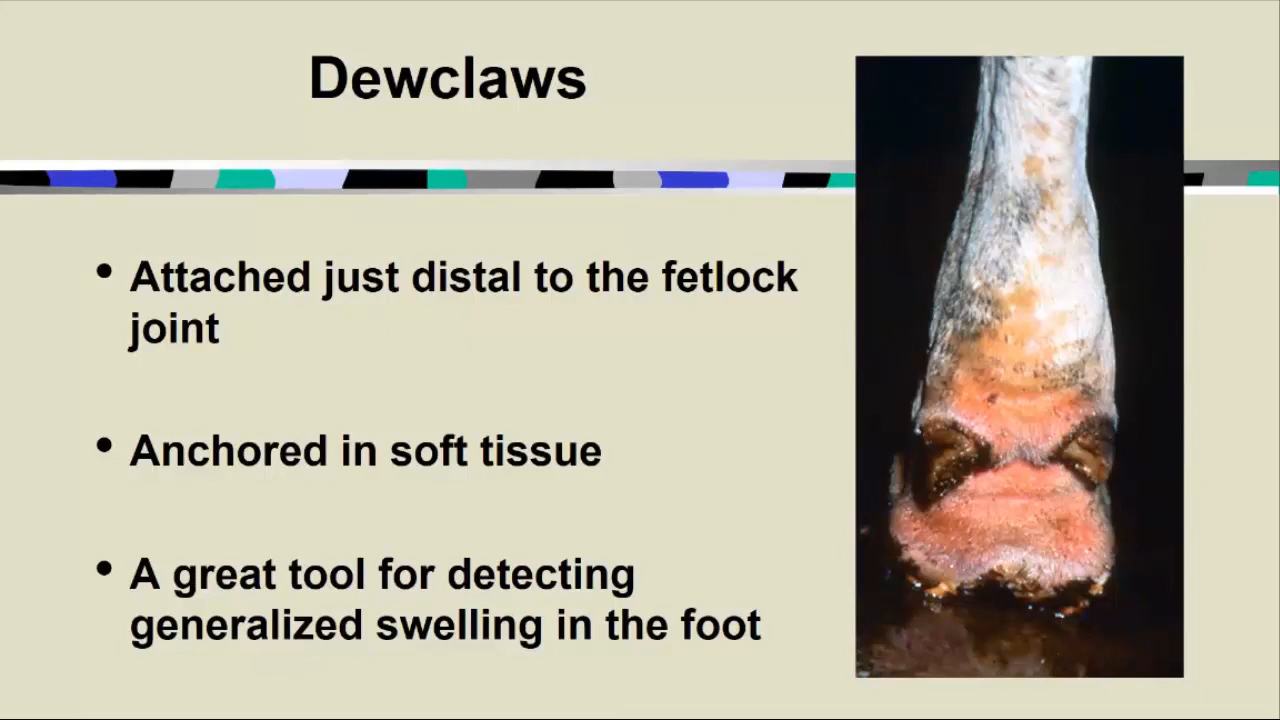 Dewclaws
• Attached just distal to the fetlock
joint
• Anchored in soft tissue
• A great tool for detecting
generalized swelling in the foot